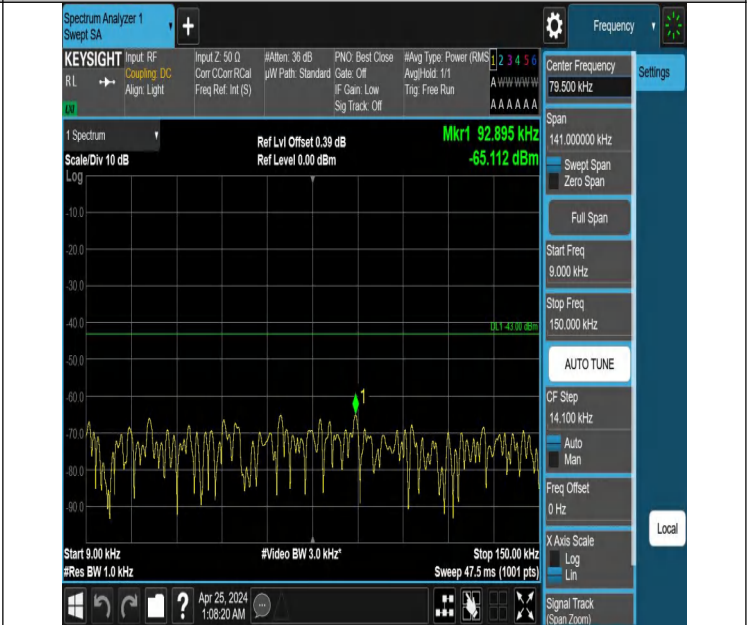 Spectrum Analyzer 1
Swept SA
+
Frequency
KEYSIGHT
RL
Input: RF
Coupling: DC
Align: Light
Input Z: 50 Ω
Corr CCorr RCal
Freq Ref: Int (S)
#Atten: 36 dB
µW Path: Standard
PNO: Best Close
Gate: Off
IF Gain: Low
Sig Track: Off
#Avg Type: Power (RMS
Avg|Hold: 1/1
Trig: Free Run
1 2 3 4 5 6
A W W W W W
A A A A A A
1 Spectrum
Scale/Div 10 dB
Log
Ref Lvl Offset 0.39 dB
Ref Level 0.00 dBm
Mkr1 92.895 kHz
-65.112 dBm
-10.0
-20.0
-30.0
-40.0
DL1 -43.00 dBm
-50.0
-60.0
1
-70.0
-80.0
-90.0
Start 9.00 kHz
#Res BW 1.0 kHz
#Video BW 3.0 kHz*
Stop 150.00 kHz
Sweep 47.5 ms (1001 pts)
?
Apr 25, 2024
1:08:20 AM
Center Frequency
79.500 kHz
Settings
Span
141.000000 kHz
Swept Span
Zero Span
Full Span
Start Freq
9.000 kHz
Stop Freq
150.000 kHz
AUTO TUNE
CF Step
14.100 kHz
Auto
Man
Freq Offset
0 Hz
X Axis Scale
Log
Lin
Local
Signal Track
(Span Zoom)